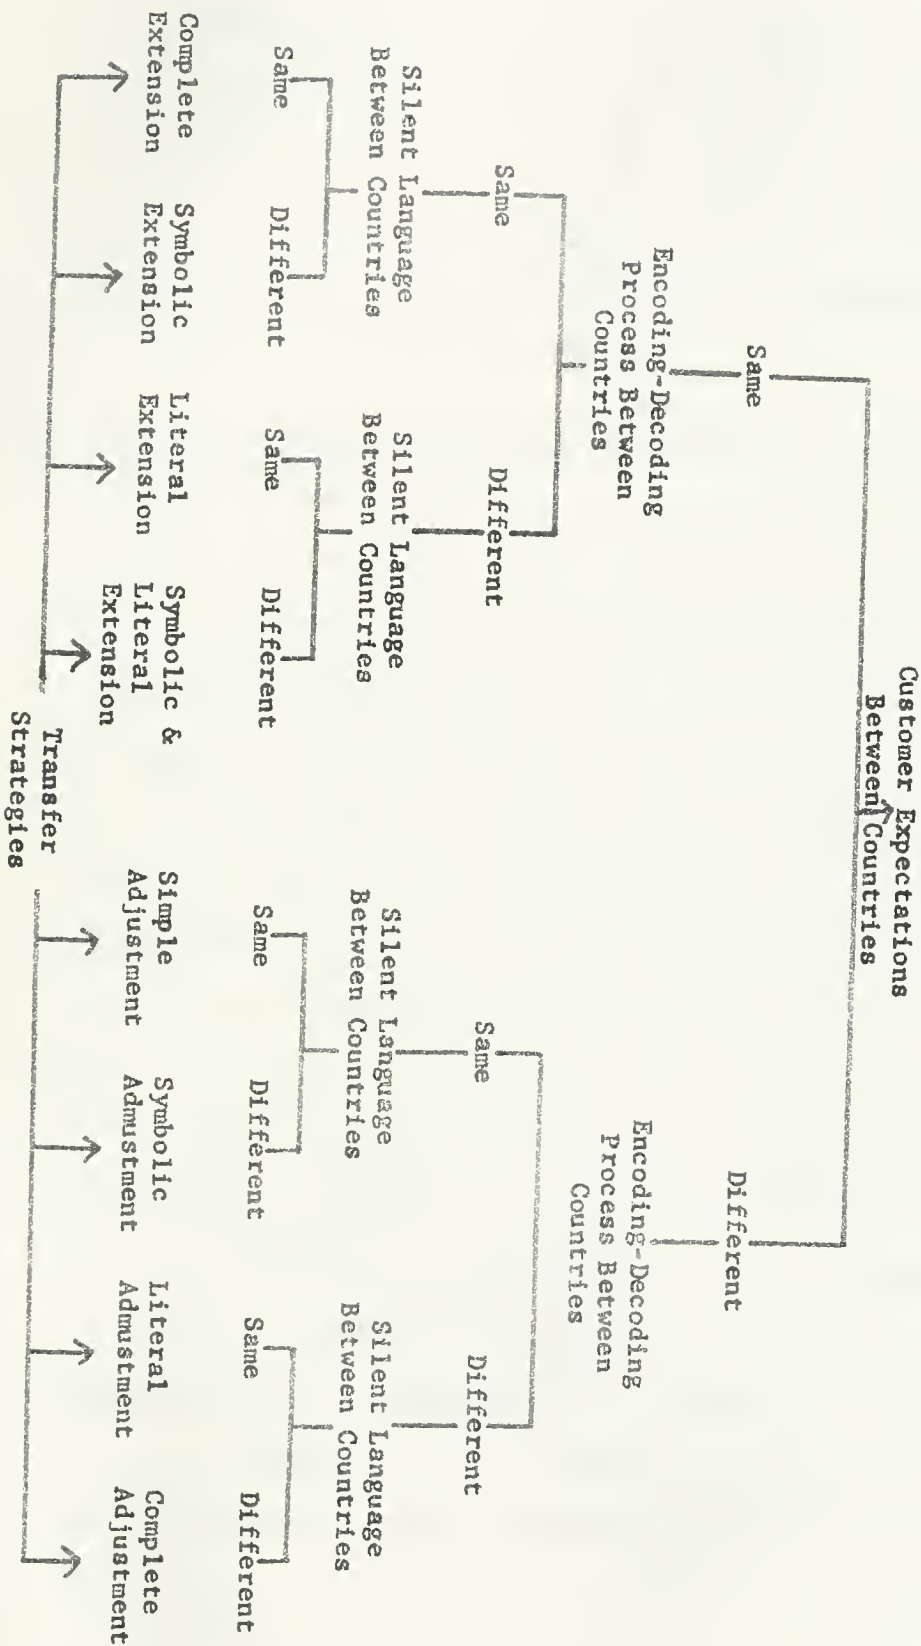 Customer Expectations
Between Countries
Same
Different
Encoding-Decoding
Process Between
Countries
Encoding-Decoding
Process Between
Countries
Same
Different
Same
Different
Silent Language
Between Countries
Silent Language
Between Countries
Silent Language
Between Countries
Silent Language
Between Countries
Same
Different
Same
Different
Same
Different
Same
Different
Complete
Extension
Symbolic
Extension
Literal
Extension
Symbolic &
Literal
Extension
Simple
Adjustment
Symbolic
Admustment
Literal
Admustment
Complete
Adjustment
Transfer
Strategies